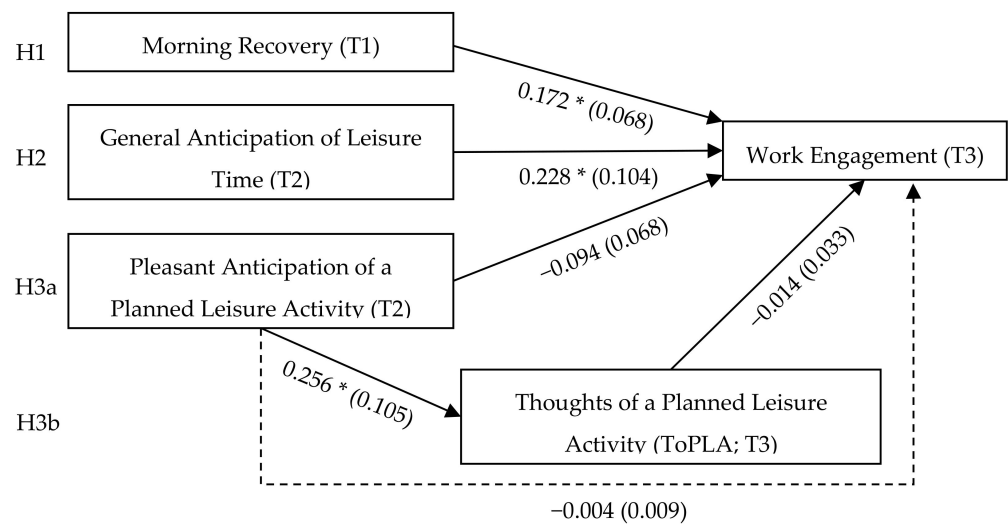 H1
Morning Recovery (T1)
0.172 * (0.068)
H2
General Anticipation of Leisure
Time (T2)
0.228 * (0.104)
Work Engagement (T3)
H3a
Pleasant Anticipation of a
Planned Leisure Activity (T2)
−0.094 (0.068)
−0.014 (0.033)
0.256 * (0.105)
H3b
Thoughts of a Planned Leisure
Activity (ToPLA; T3)
−0.004 (0.009)